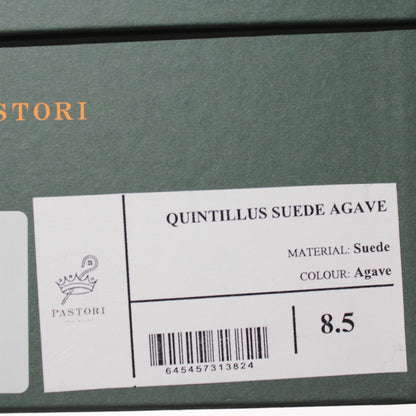 STORI
QUINTILLUS SUEDE AGAVE
MATERIAL: Suede
COLOUR: Agave
PASTORI
8.5
645457313824